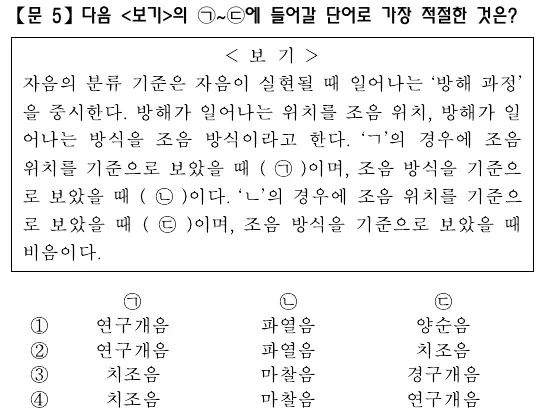 【문 5】 다음 <보기>의 ㉠~㉢에 들어갈 단어로 가장 적절한 것은?
< 보 기 >
자음의 분류 기준은 자음이 실현될 때 일어나는 ‘방해 과정’
을 중시한다. 방해가 일어나는 위치를 조음 위치, 방해가 일
어나는 방식을 조음 방식이라고 한다. ‘ㄱ’의 경우에 조음
위치를 기준으로 보았을 때 ( ㉠ )이며, 조음 방식을 기준으
로 보았을 때 ( ㉡ )이다. ‘ㄴ’의 경우에 조음 위치를 기준으
로 보았을 때 ( ㉢ )이며, 조음 방식을 기준으로 보았을 때
비음이다.
㉠ ㉡ ㉢
① 연구개음 파열음 양순음
② 연구개음 파열음 치조음
③ 치조음 마찰음 경구개음
④ 치조음 마찰음 연구개음